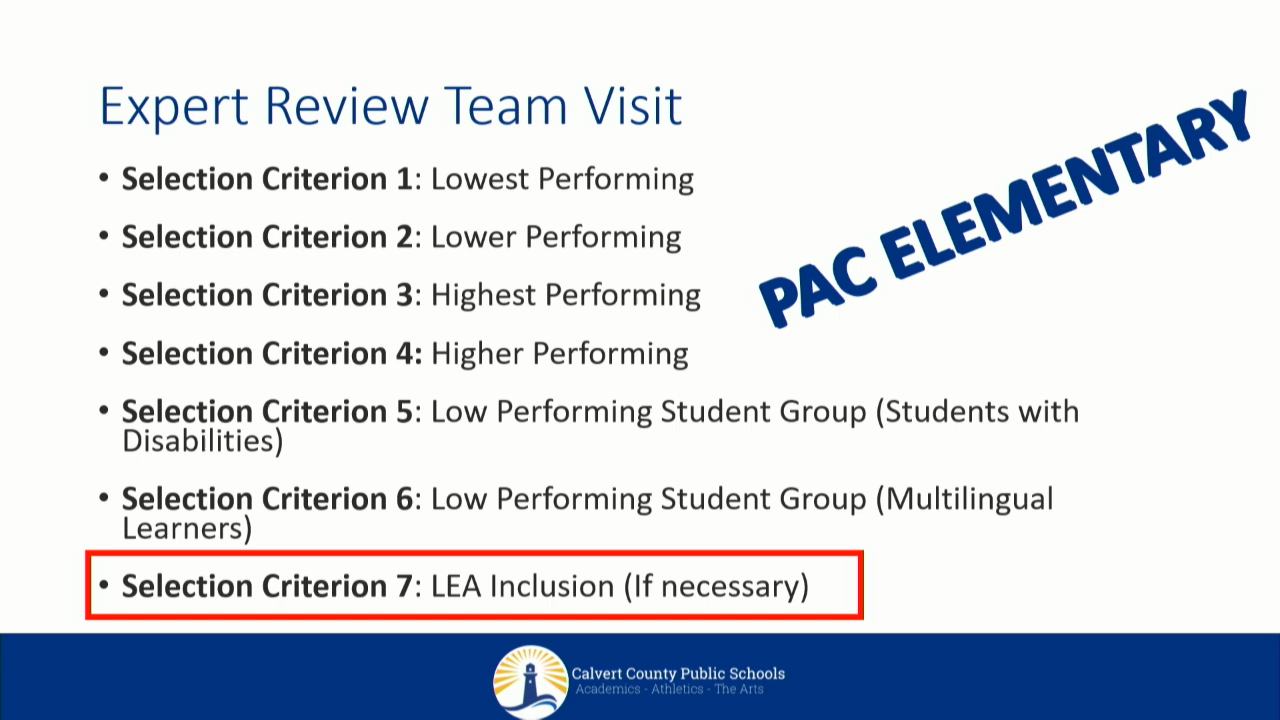 Expert Review Team Visit
PAC ELEMENTARY
• Selection Criterion 1: Lowest Performing
• Selection Criterion 2: Lower Performing
• Selection Criterion 3: Highest Performing
• Selection Criterion 4: Higher Performing
• Selection Criterion 5: Low Performing Student Group (Students with
Disabilities)
• Selection Criterion 6: Low Performing Student Group (Multilingual
Learners)
• Selection Criterion 7: LEA Inclusion (If necessary)
Calvert County Public Schools
Academics - Athletics - The Arts